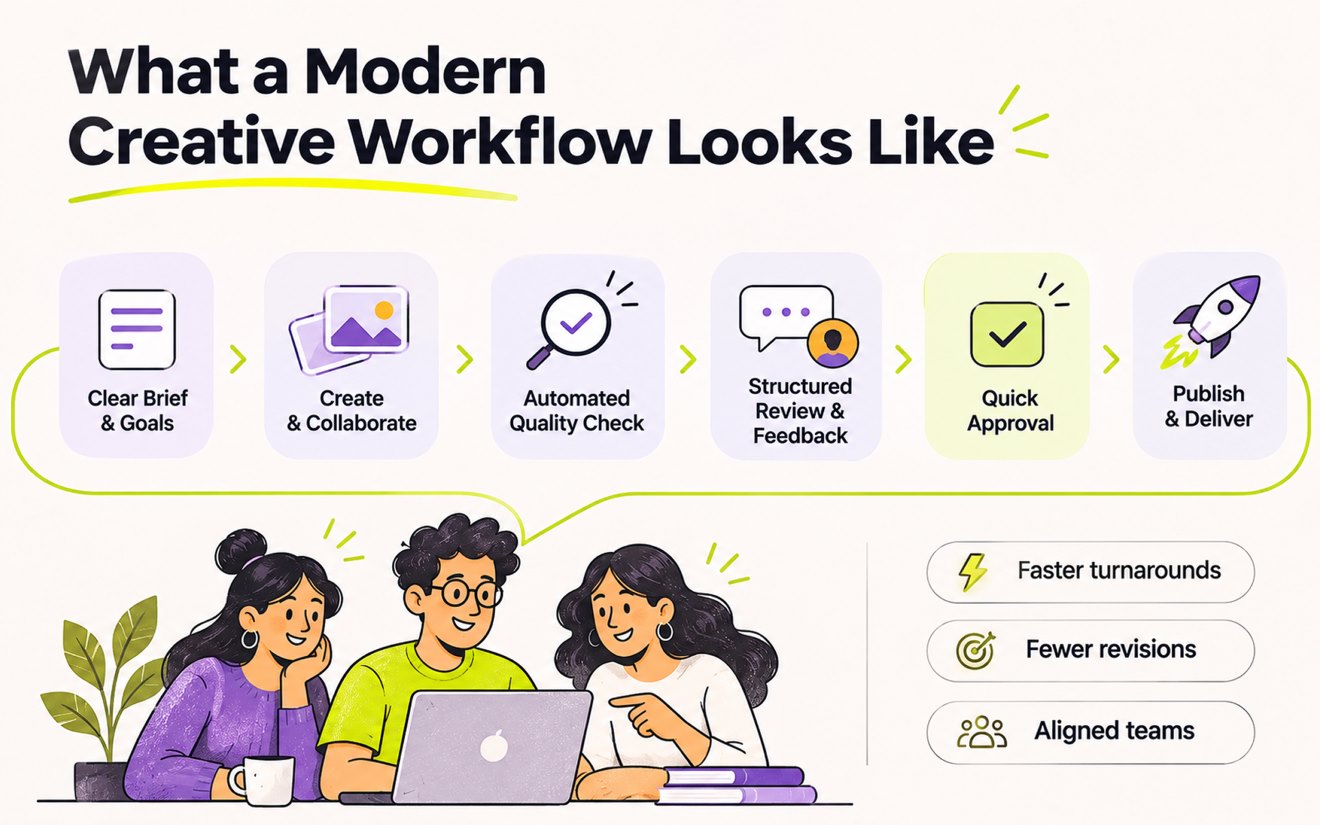 What a Modern
Creative Workflow Looks Like
Clear Brief
& Goals
Create
& Collaborate
Automated
Quality Check
Structured
Review &
Feedback
Quick
Approval
Publish
& Deliver
Faster turnarounds
Fewer revisions
Aligned teams